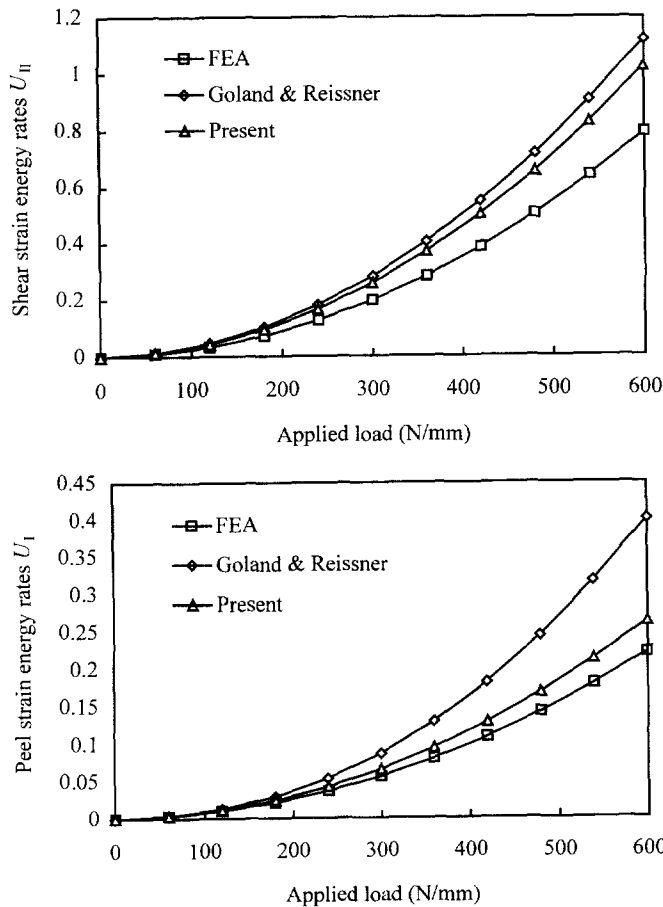 1.2
1
0.8
0.6
0.4
0.2
0
Shear strain energy rates U_II
FEA
Goland & Reissner
Present
0 100 200 300 400 500 600
Applied load (N/mm)
0.45
0.4
0.35
0.3
0.25
0.2
0.15
0.1
0.05
0
Peel strain energy rates U_I
FEA
Goland & Reissner
Present
0 100 200 300 400 500 600
Applied load (N/mm)